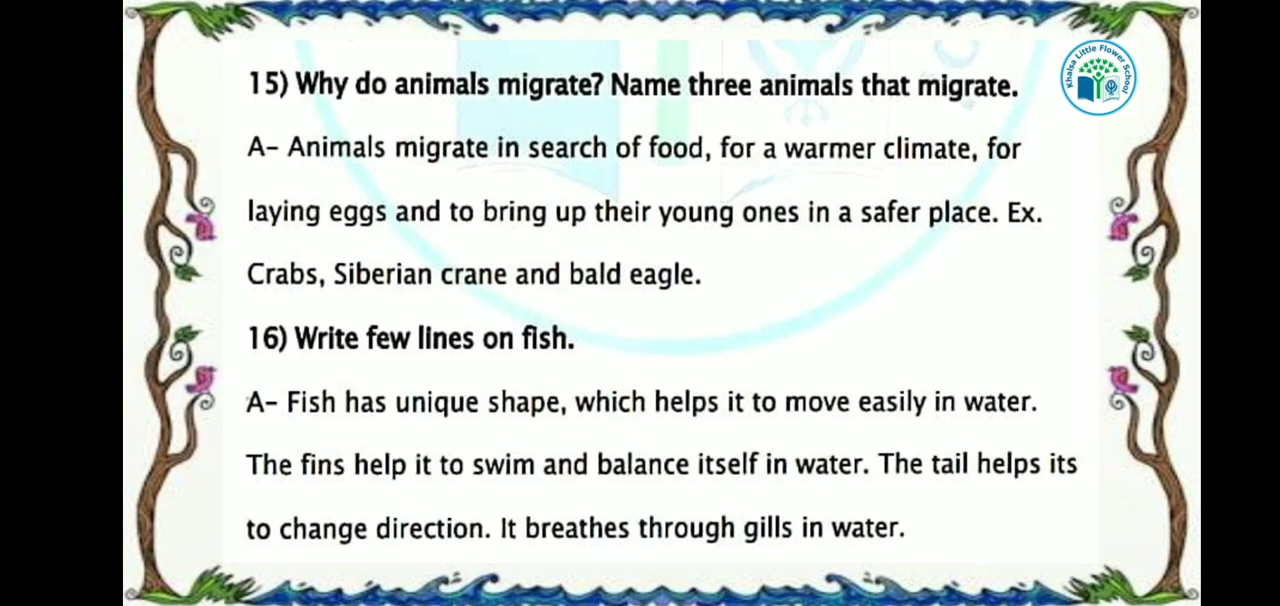 Khalsa Little Flower School
15) Why do animals migrate? Name three animals that migrate.
A- Animals migrate in search of food, for a warmer climate, for
laying eggs and to bring up their young ones in a safer place. Ex.
Crabs, Siberian crane and bald eagle.
16) Write few lines on fish.
A- Fish has unique shape, which helps it to move easily in water.
The fins help it to swim and balance itself in water. The tail helps its
to change direction. It breathes through gills in water.